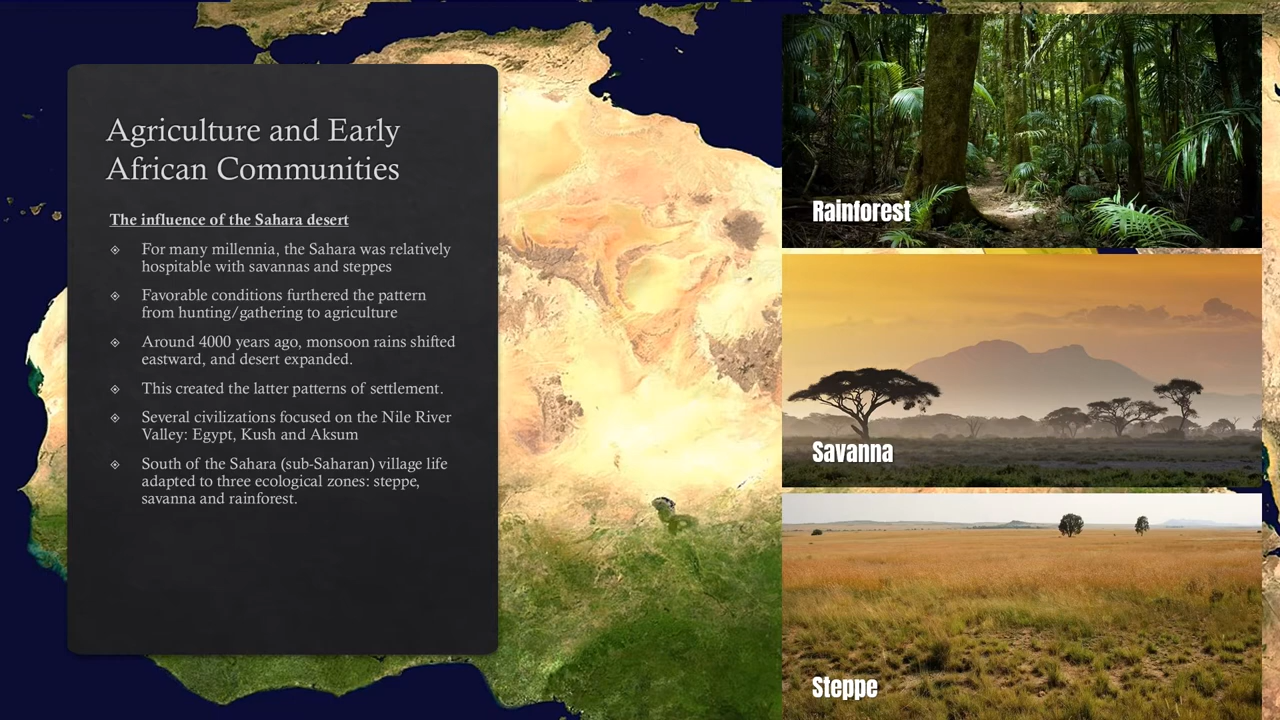 Agriculture and Early
African Communities
The influence of the Sahara desert
For many millennia, the Sahara was relatively
hospitable with savannas and steppes
Favorable conditions furthered the pattern
from hunting/gathering to agriculture
Around 4000 years ago, monsoon rains shifted
eastward, and desert expanded.
This created the latter patterns of settlement.
Several civilizations focused on the Nile River
Valley: Egypt, Kush and Aksum
South of the Sahara (sub-Saharan) village life
adapted to three ecological zones: steppe,
savanna and rainforest.
Rainforest
Savanna
Steppe